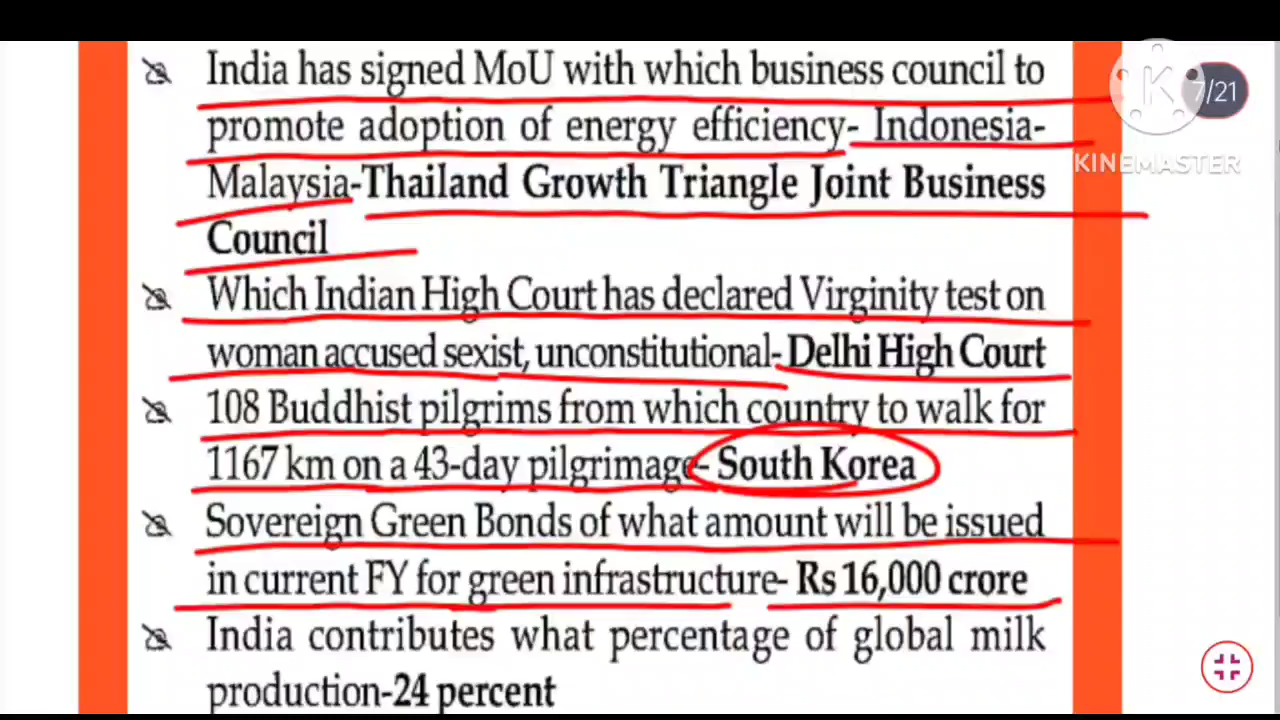 India has signed MoU with which business council to
promote adoption of energy efficiency- Indonesia-
Malaysia-Thailand Growth Triangle Joint Business
Council
Which Indian High Court has declared Virginity test on
woman accused sexist, unconstitutional- Delhi High Court
108 Buddhist pilgrims from which country to walk for
1167 km on a 43-day pilgrimage- South Korea
Sovereign Green Bonds of what amount will be issued
in current FY for green infrastructure- Rs 16,000 crore
India contributes what percentage of global milk
production-24 percent
7/21
K
KINEMASTER